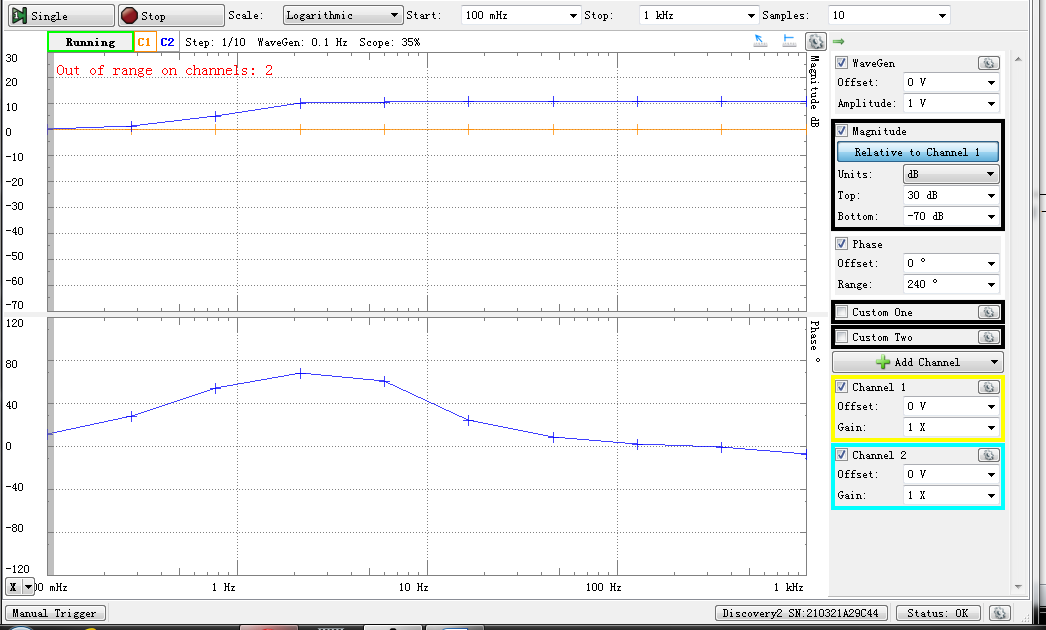 Single Stop Scale: Logarithmic Start: 100 mHz Stop: 1 kHz Samples: 10
Running C1 C2 Step: 1/10 WaveGen: 0.1 Hz Scope: 35%
Out of range on channels: 2
30
20
10
0
-10
-20
-30
-40
-50
-60
-70
Magnitude dB
120
80
40
0
-40
-80
-120
Phase °
X 00 mHz 1 Hz 10 Hz 100 Hz 1 kHz
WaveGen
Offset: 0 V
Amplitude: 1 V
Magnitude
Relative to Channel 1
Units: dB
Top: 30 dB
Bottom: -70 dB
Phase
Offset: 0 °
Range: 240 °
Custom One
Custom Two
Add Channel
Channel 1
Offset: 0 V
Gain: 1 X
Channel 2
Offset: 0 V
Gain: 1 X
Manual Trigger Discovery2 SN:210321A29C44 Status: OK